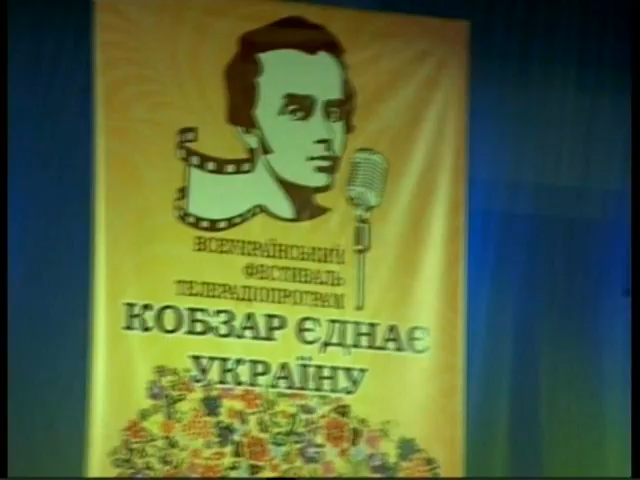 ВСЕУКРАЇНСЬКИЙ
ФЕСТИВАЛЬ
ТЕЛЕРАДІОПРОГРАМ
КОБЗАР ЄДНАЄ
УКРАЇНУ